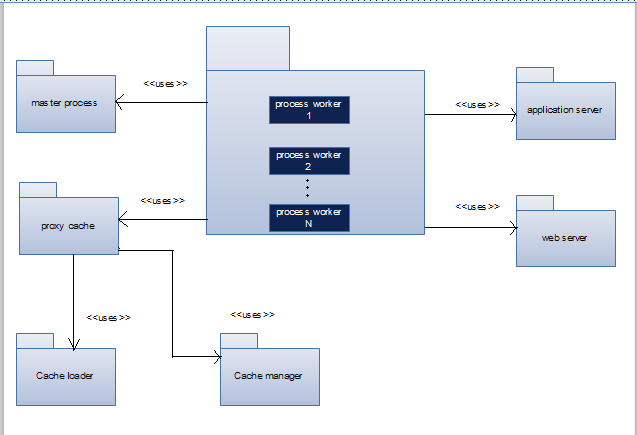 <<uses>>
master process
process worker
1
<<uses>>
application server
process worker
2
<<uses>>
proxy cache
process worker
N
<<uses>>
web server
<<uses>>
<<uses>>
Cache loader
Cache manager